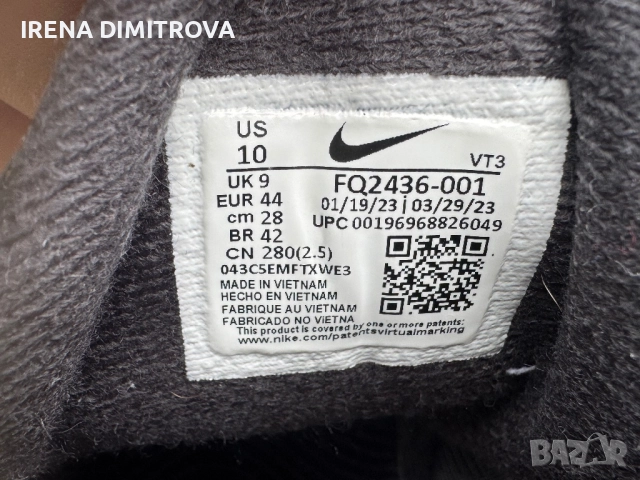 IRENA DIMITROVA
US
10
VT3
UK 9
EUR 44
cm 28
BR 42
CN 280(2.5)
FQ2436-001
01/19/23 | 03/29/23
UPC 00196968826049
043C5EMFTXWE3
MADE IN VIETNAM
HECHO EN VIETNAM
FABRIQUE AU VIETNAM
FABRICADO NO VIETNA
This product is covered by one or more patents:
www.nike.com/patentsvirtualmarking
BAZAR